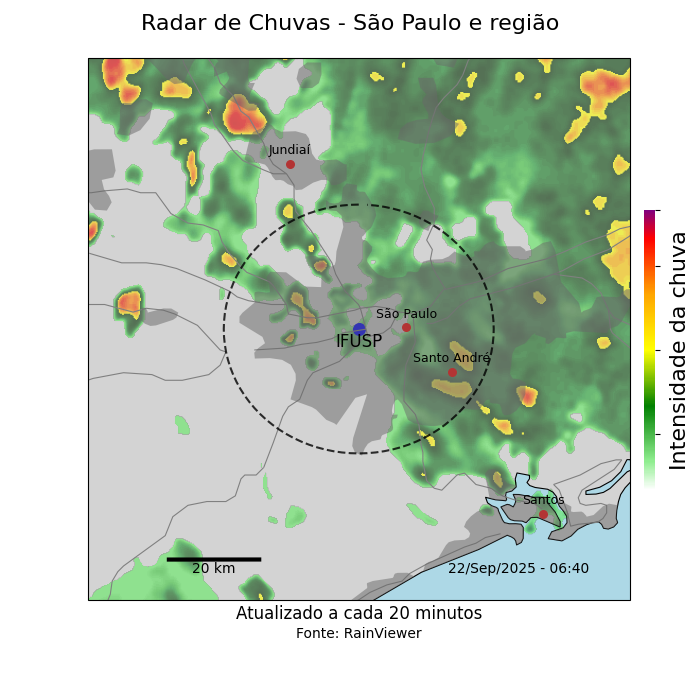 Radar de Chuvas - São Paulo e região
Jundiaí
São Paulo
IFUSP
Santo André
Santos
20 km
22/Sep/2025 - 06:40
Intensidade da chuva
Atualizado a cada 20 minutos
Fonte: RainViewer